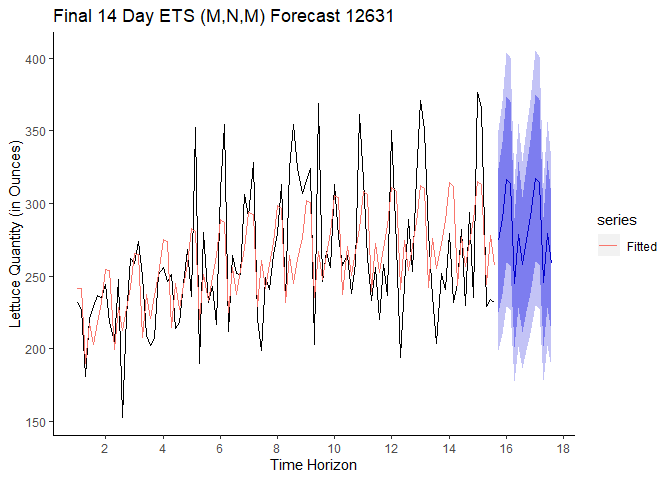 Final 14 Day ETS (M,N,M) Forecast 12631
Lettuce Quantity (in Ounces)
400
350
300
250
200
150
2 4 6 8 10 12 14 16 18
Time Horizon
series
Fitted